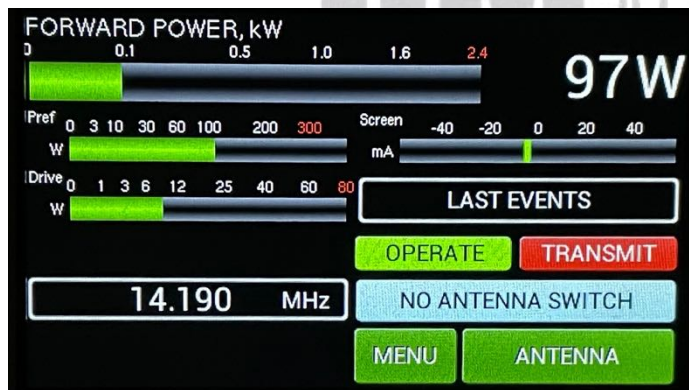 FORWARD POWER, kW
0 0.1 0.5 1.0 1.6 2.4
97W
Pref 0 3 10 30 60 100 200 300
W
Screen -40 -20 0 20 40
mA
Drive 0 1 3 6 12 25 40 60 80
W
LAST EVENTS
OPERATE TRANSMIT
14.190 MHz
NO ANTENNA SWITCH
MENU ANTENNA